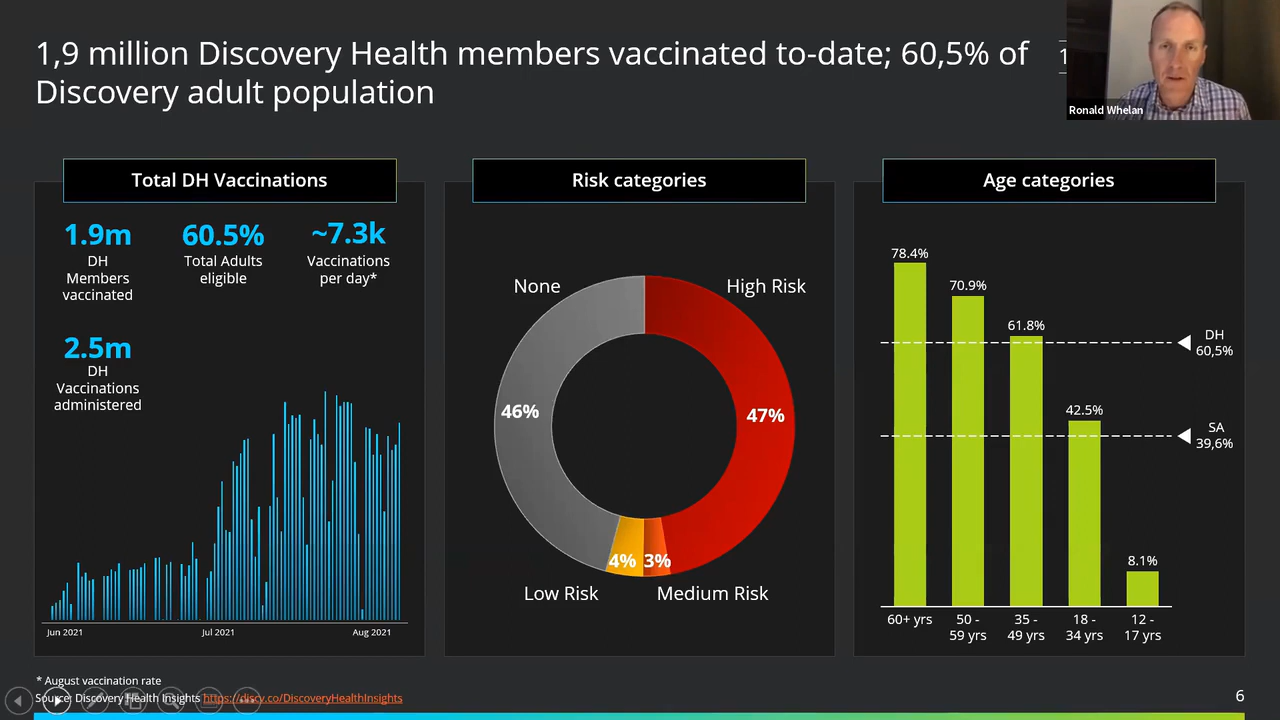 1,9 million Discovery Health members vaccinated to-date; 60,5% of
Discovery adult population
1
Ronald Whelan
Total DH Vaccinations
1.9m
DH
Members
vaccinated
60.5%
Total Adults
eligible
~7.3k
Vaccinations
per day*
2.5m
DH
Vaccinations
administered
Jun 2021
Jul 2021
Aug 2021
Risk categories
None
High Risk
46%
47%
4%
3%
Low Risk
Medium Risk
Age categories
78.4%
70.9%
61.8%
42.5%
8.1%
DH
60,5%
SA
39,6%
60+ yrs
50 -
59 yrs
35 -
49 yrs
18 -
34 yrs
12 -
17 yrs
* August vaccination rate
Source: Discovery Health Insights https://discv.co/DiscoveryHealthInsights
6